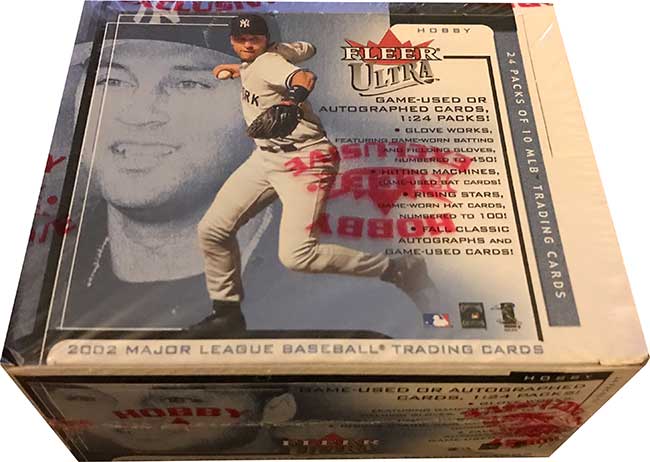 HOBBY
FLEER
ULTRA
GAME-USED OR
AUTOGRAPHED CARDS,
1:24 PACKS!
• GLOVE WORKS,
FEATURING GAME-WORN BATTING
AND FIELDING GLOVES,
NUMBERED TO 450!
• HITTING MACHINES,
GAME-USED BAT CARDS!
• RISING STARS,
GAME-WORN HAT CARDS,
NUMBERED TO 100!
• FALL CLASSIC
AUTOGRAPHS AND
GAME-USED CARDS!
24 PACKS OF 10 MLB TRADING CARDS
2002 MAJOR LEAGUE BASEBALL® TRADING CARDS
HOBBY
GAME-USED OR AUTOGRAPHED
CARDS, 1:24 PACKS!
HOBBY
FLEER